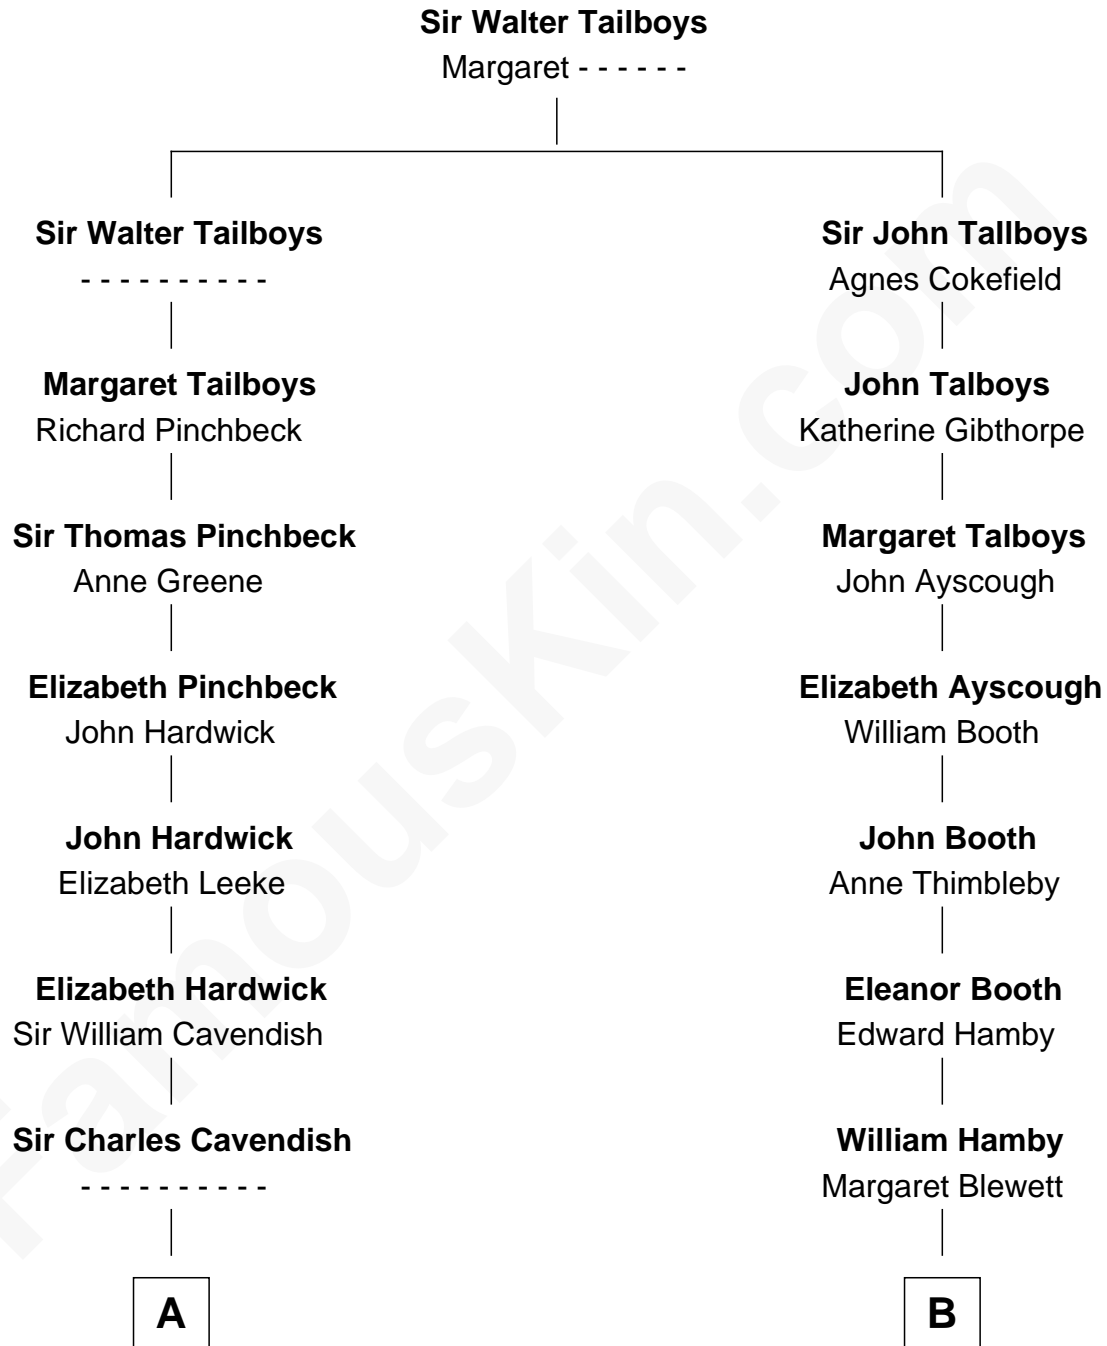 Sir Walter Tailboys
Margaret - - - - - -
Sir Walter Tailboys
- - - - - - - - - -
Margaret Tailboys
Richard Pinchbeck
Sir Thomas Pinchbeck
Anne Greene
Elizabeth Pinchbeck
John Hardwick
John Hardwick
Elizabeth Leeke
Elizabeth Hardwick
Sir William Cavendish
Sir Charles Cavendish
- - - - - - - - - -
A
Sir John Tallboys
Agnes Cokefield
John Talboys
Katherine Gibthorpe
Margaret Talboys
John Ayscough
Elizabeth Ayscough
William Booth
John Booth
Anne Thimbleby
Eleanor Booth
Edward Hamby
William Hamby
Margaret Blewett
B
FamousKin.com